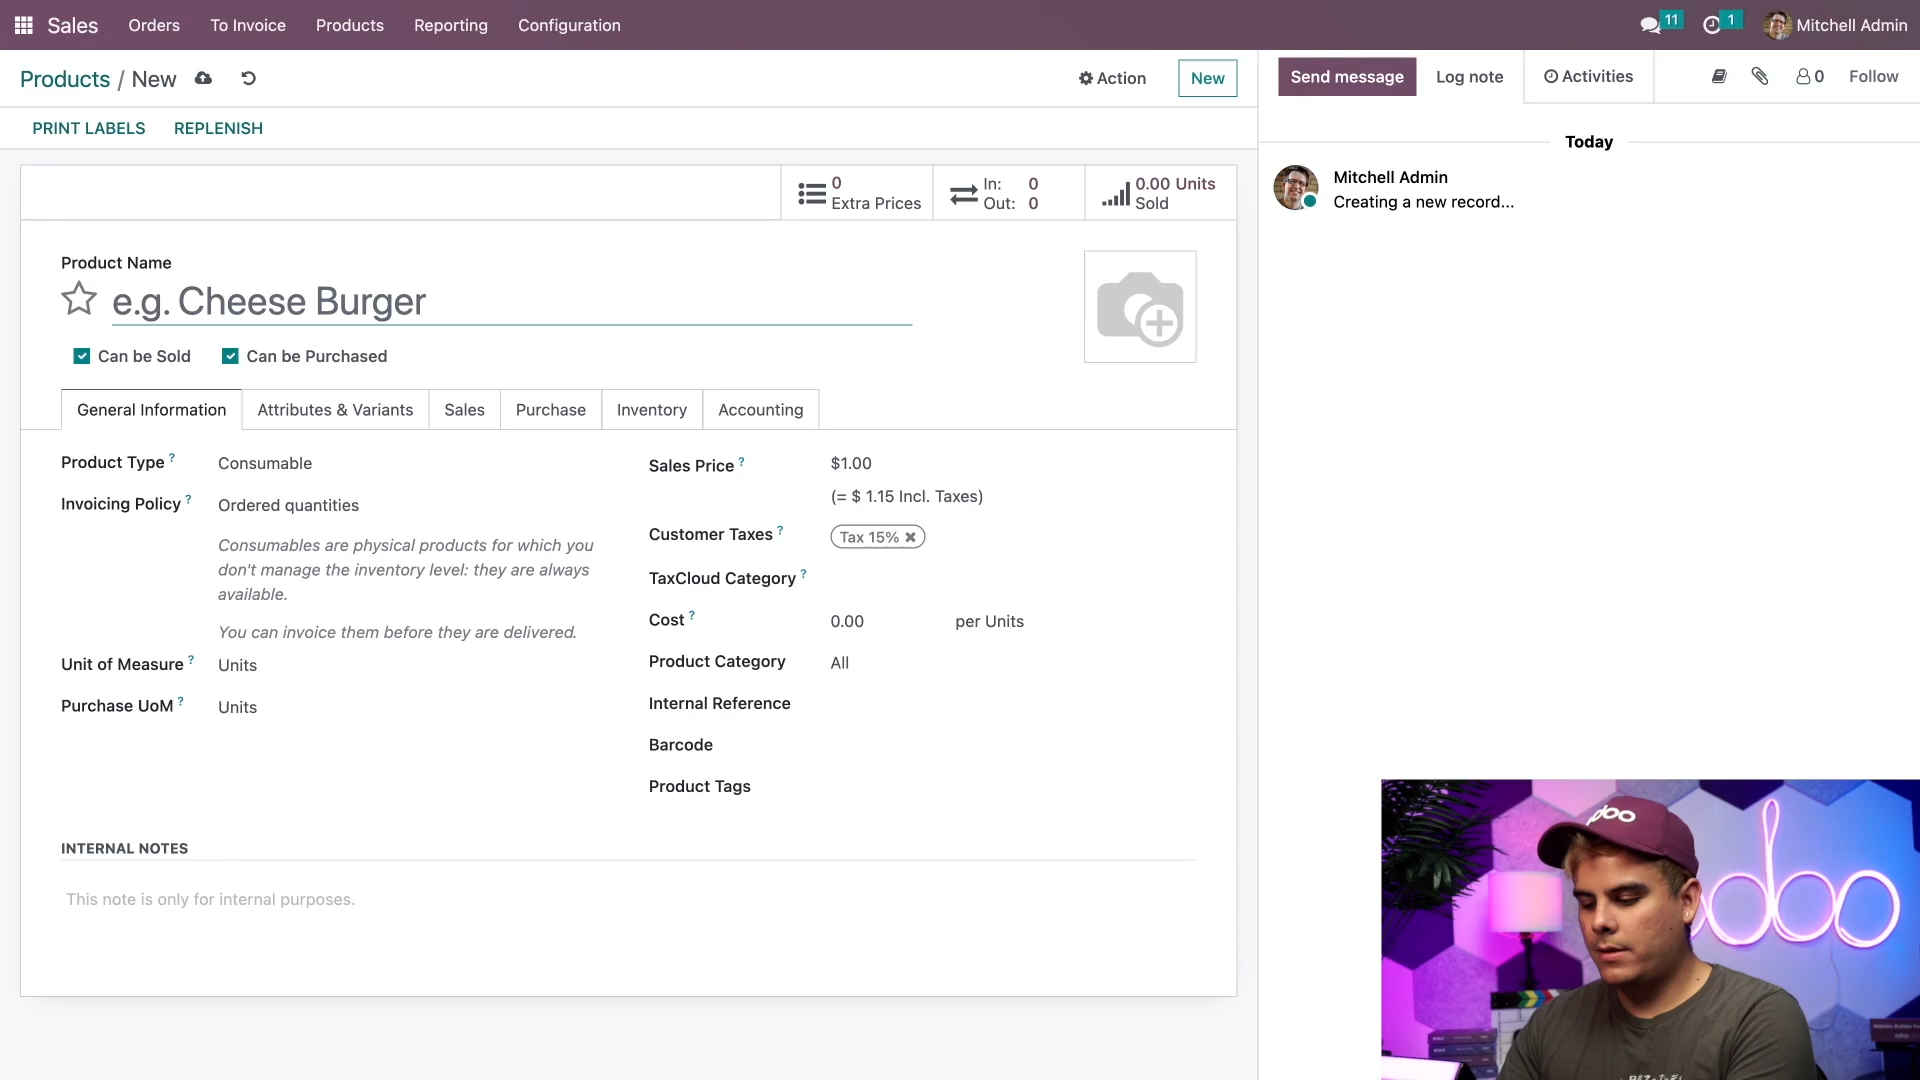 Sales Orders To Invoice Products Reporting Configuration 11 1 Mitchell Admin
Products / New Action New
Send message Log note Activities 0 Follow
PRINT LABELS REPLENISH
Today
Mitchell Admin
Creating a new record...
0
Extra Prices
In: 0
Out: 0
0.00 Units
Sold
Product Name
e.g. Cheese Burger
Can be Sold Can be Purchased
General Information Attributes & Variants Sales Purchase Inventory Accounting
Product Type ? Consumable
Invoicing Policy ? Ordered quantities
Consumables are physical products for which you
don't manage the inventory level: they are always
available.
You can invoice them before they are delivered.
Unit of Measure ? Units
Purchase UoM ? Units
Sales Price ? $1.00
(= $ 1.15 Incl. Taxes)
Customer Taxes ? Tax 15% ✖
TaxCloud Category ?
Cost ? 0.00 per Units
Product Category All
Internal Reference
Barcode
Product Tags
INTERNAL NOTES
This note is only for internal purposes.
odoo
odoo